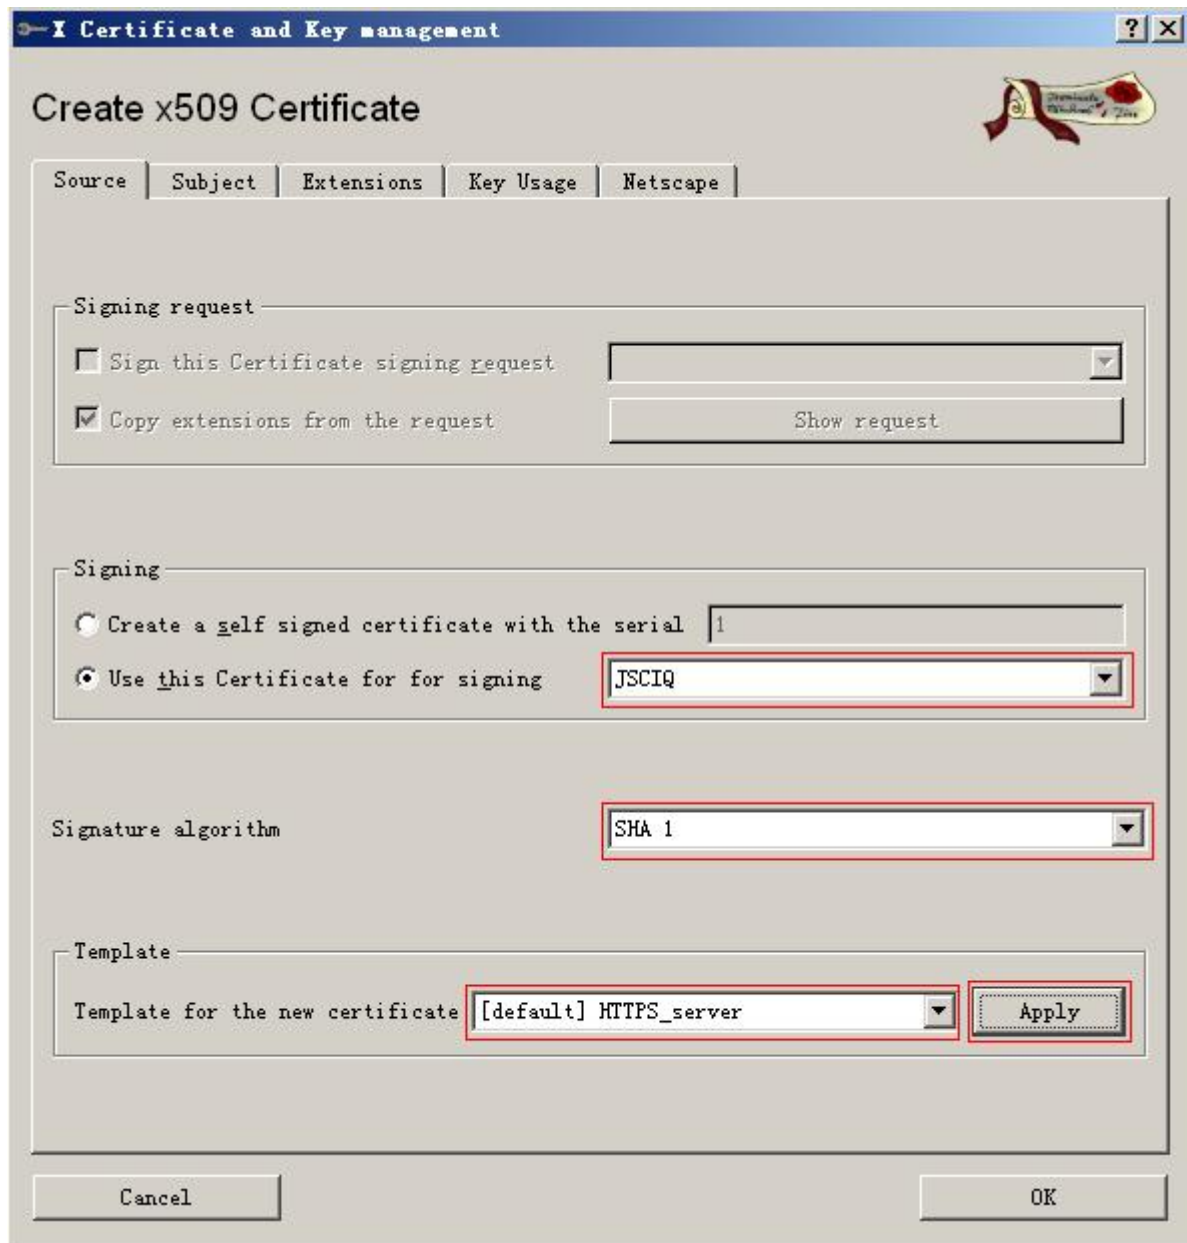 X Certificate and Key management
Create x509 Certificate
Source Subject Extensions Key Usage Netscape
Signing request
Sign this Certificate signing request
Copy extensions from the request Show request
Signing
Create a self signed certificate with the serial 1
Use this Certificate for for signing JSCIQ
Signature algorithm SHA 1
Template
Template for the new certificate [default] HTTPS_server Apply
Cancel OK